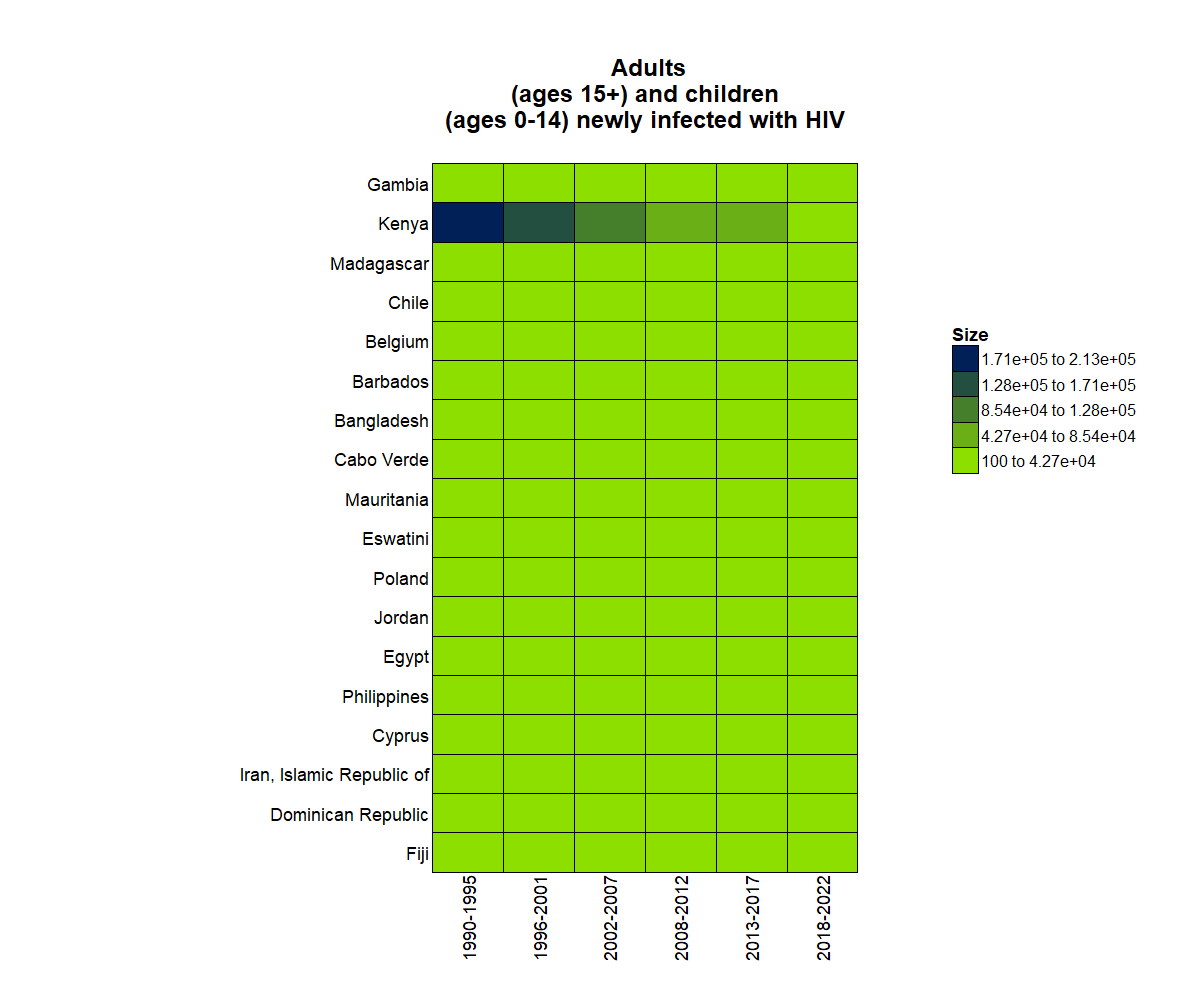 Adults
(ages 15+) and children
(ages 0-14) newly infected with HIV
Gambia
Kenya
Madagascar
Chile
Belgium
Barbados
Bangladesh
Cabo Verde
Mauritania
Eswatini
Poland
Jordan
Egypt
Philippines
Cyprus
Iran, Islamic Republic of
Dominican Republic
Fiji
1990-1995
1996-2001
2002-2007
2008-2012
2013-2017
2018-2022
Size
1.71e+05 to 2.13e+05
1.28e+05 to 1.71e+05
8.54e+04 to 1.28e+05
4.27e+04 to 8.54e+04
100 to 4.27e+04